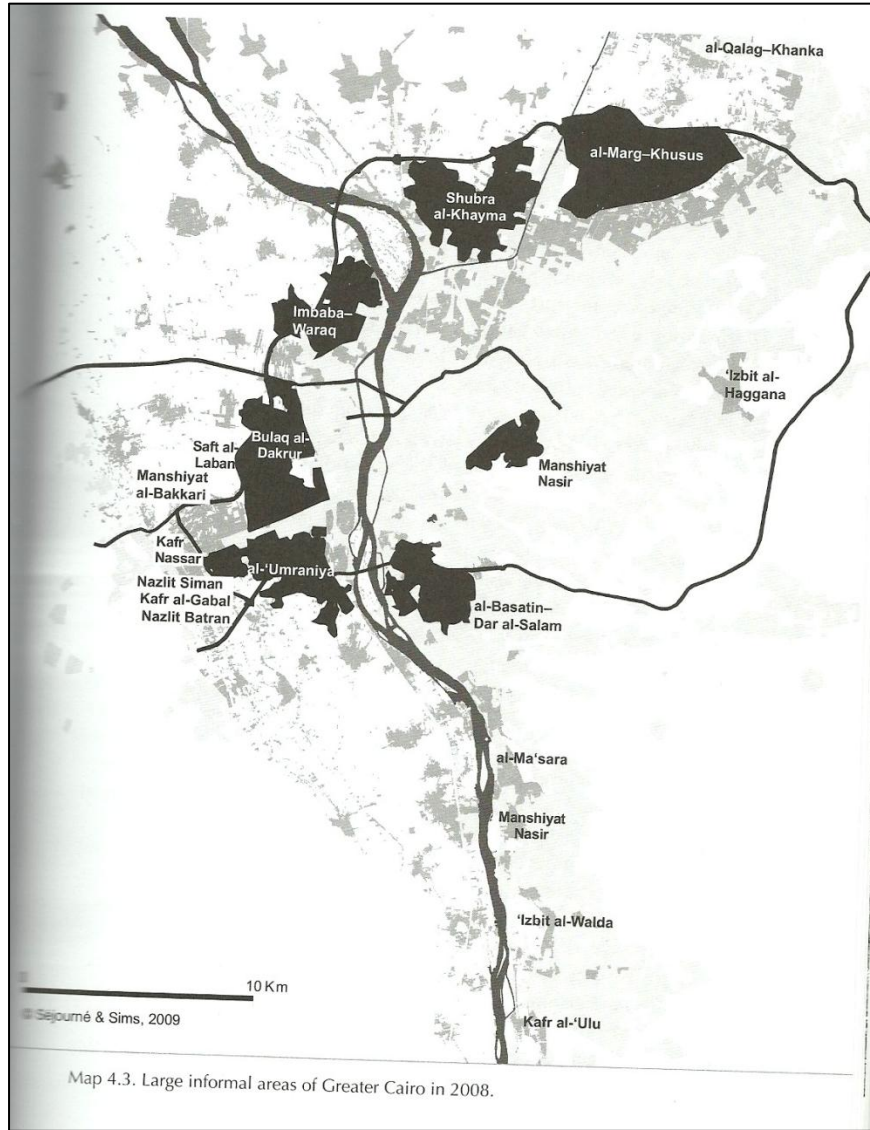 al-Qalag–Khanka
al-Marg–Khusus
Shubra
al-Khayma
Imbaba–
Waraq
'Izbit al-
Haggana
Bulaq al-
Dakrur
Saft al-
Laban
Manshiyat
al-Bakkari
Manshiyat
Nasir
Kafr
Nassar
al-'Umraniya
Nazlit Siman
Kafr al-Gabal
Nazlit Batran
al-Basatin–
Dar al-Salam
al-Ma'sara
Manshiyat
Nasir
'Izbit al-Walda
10 Km
© Sejourné & Sims, 2009
Kafr al-'Ulu
Map 4.3. Large informal areas of Greater Cairo in 2008.